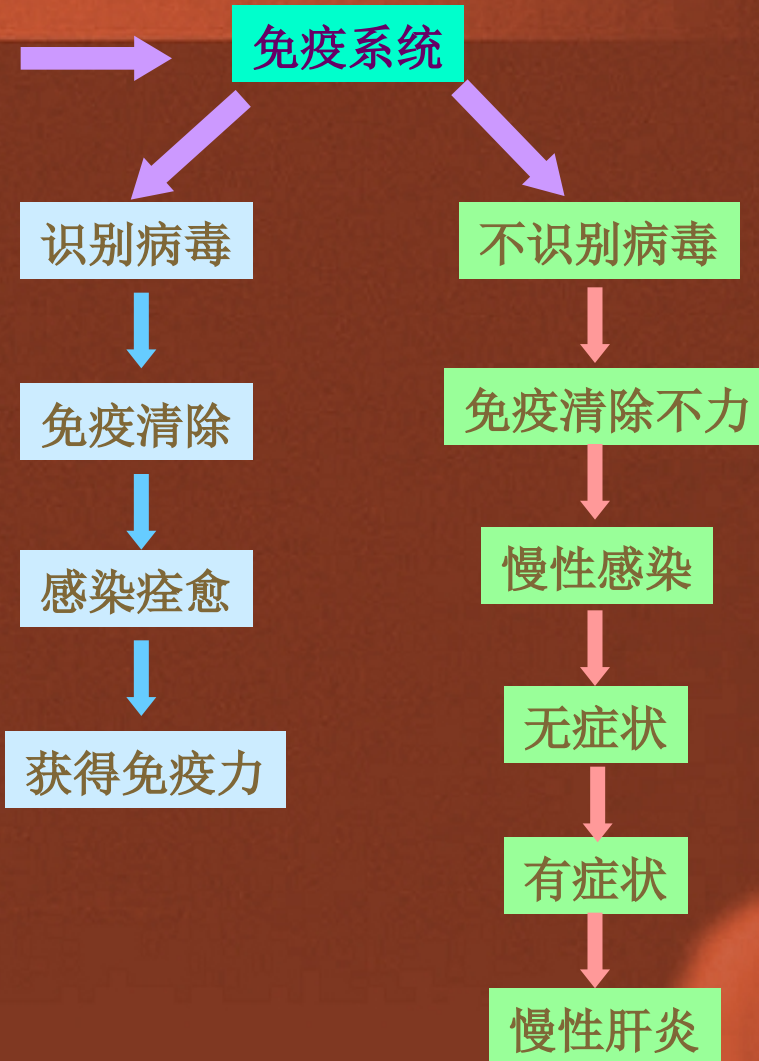 免疫系统
识别病毒
不识别病毒
免疫清除
免疫清除不力
感染痊愈
慢性感染
获得免疫力
无症状
有症状
慢性肝炎